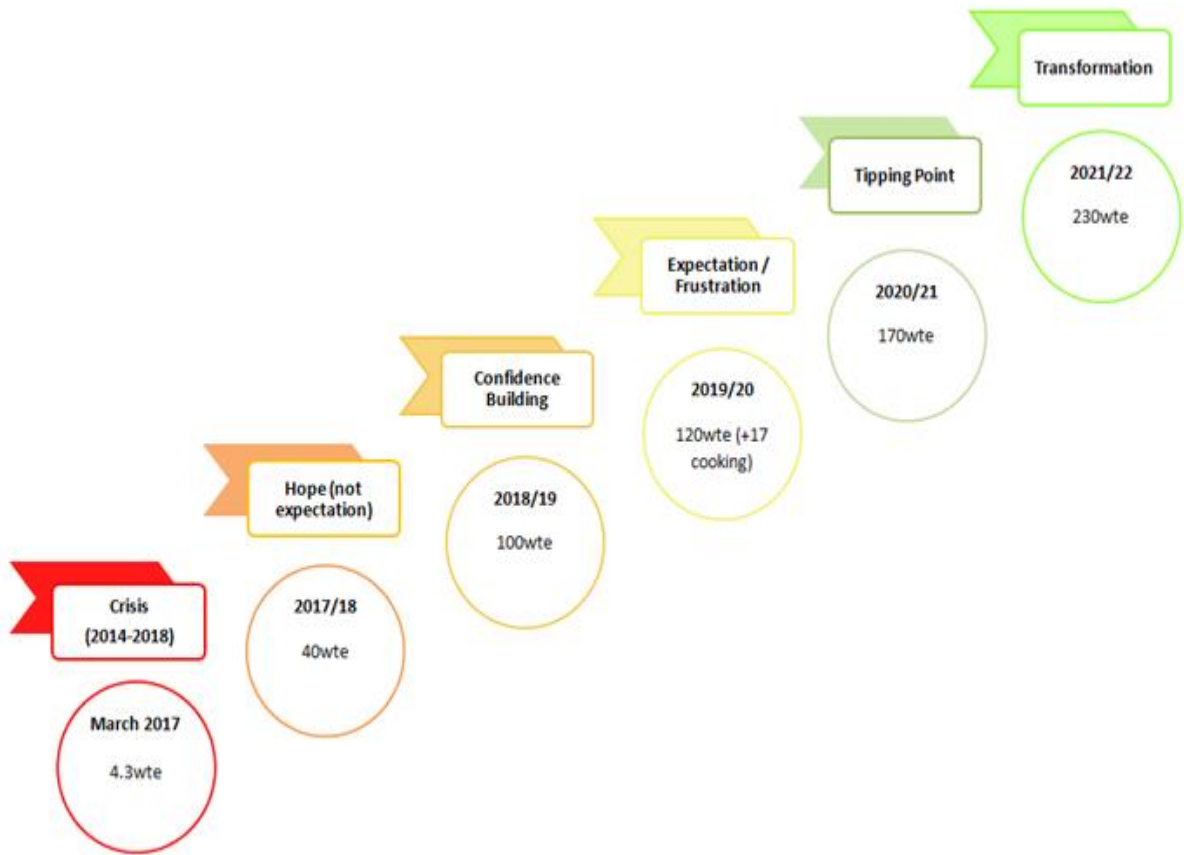 Transformation
2021/22
230wte
Tipping Point
2020/21
170wte
Expectation /
Frustration
2019/20
120wte (+17
cooking)
Confidence
Building
2018/19
100wte
Hope (not
expectation)
2017/18
40wte
Crisis
(2014-2018)
March 2017
4.3wte